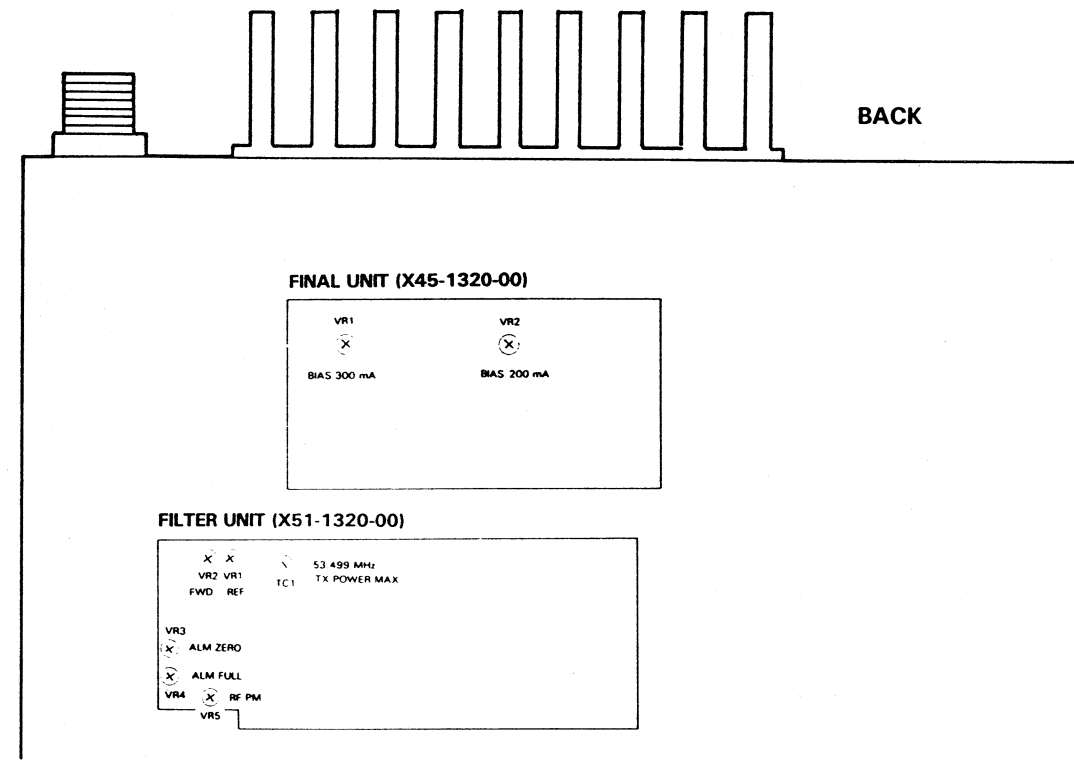 BACK
FINAL UNIT (X45-1320-00)
VR1 VR2
BIAS 300 mA BIAS 200 mA
FILTER UNIT (X51-1320-00)
53 499 MHz
VR2 VR1 TC1 TX POWER MAX
FWD REF
VR3
ALM ZERO
ALM FULL
VR4 RF PM
VR5